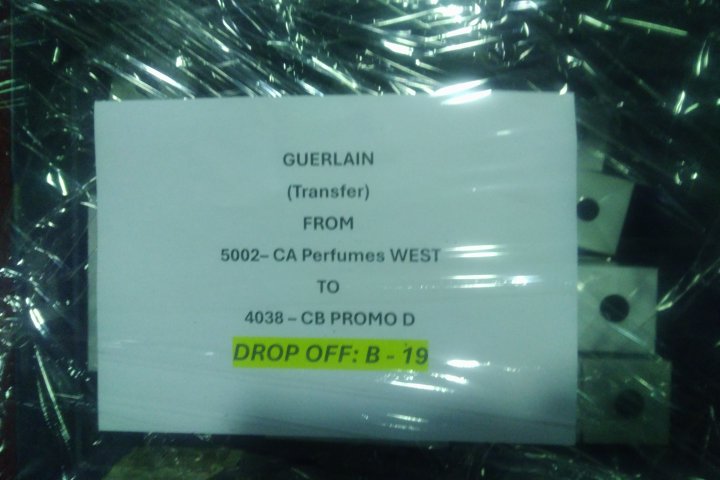 GUERLAIN
(Transfer)
FROM
5002– CA Perfumes WEST
TO
4038 – CB PROMO D
DROP OFF: B - 19